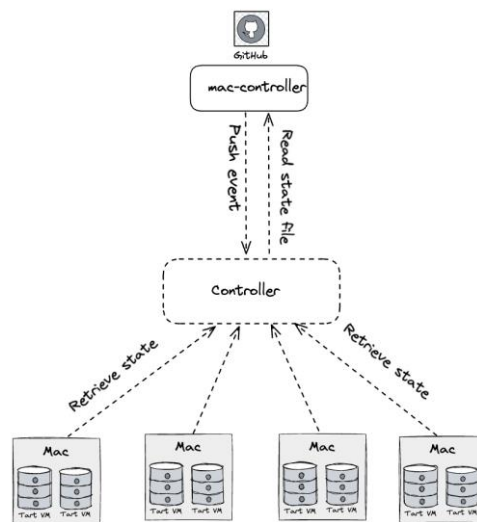 GitHub
mac-controller
Push event
Read state file
Controller
Retrieve state
Retrieve state
Mac
Mac
Mac
Mac
Tart VM
Tart VM
Tart VM
Tart VM
Tart VM
Tart VM
Tart VM
Tart VM